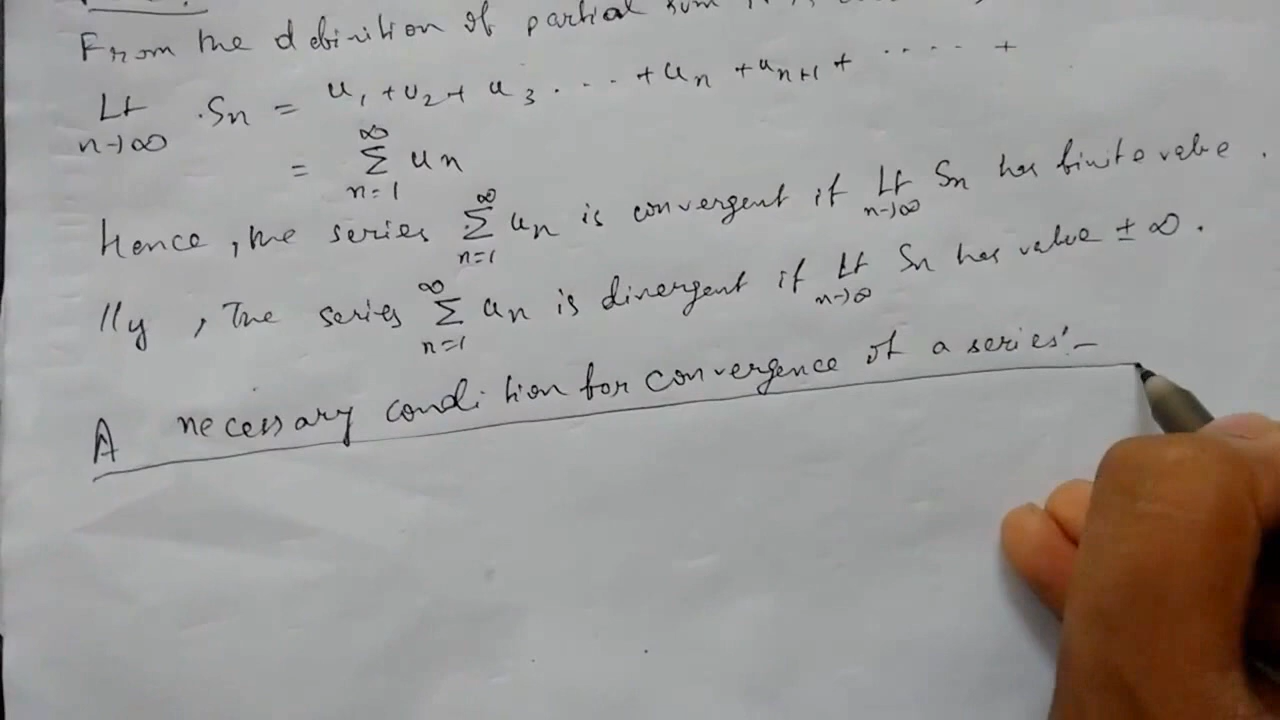 From the definition of partial sum
Lt n→∞ .Sn = u1 + u2 + u3 .... + un + un+1 + ..... +
= ∞ Σ n=1 un
Hence, the series ∞ Σ n=1 un is convergent if Lt n→∞ Sn has finite value.
lly, The series ∞ Σ n=1 un is divergent if Lt n→∞ Sn has value ± ∞.
A necessary condition for convergence of a series:-